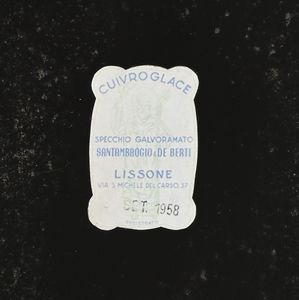 CUIVROGLACE
SPECCHIO GALVORAMATO
SANTAMBROGIO & DE BERTI
LISSONE
VIA S. MICHELE DEL CARSO, 37
SET. 1958